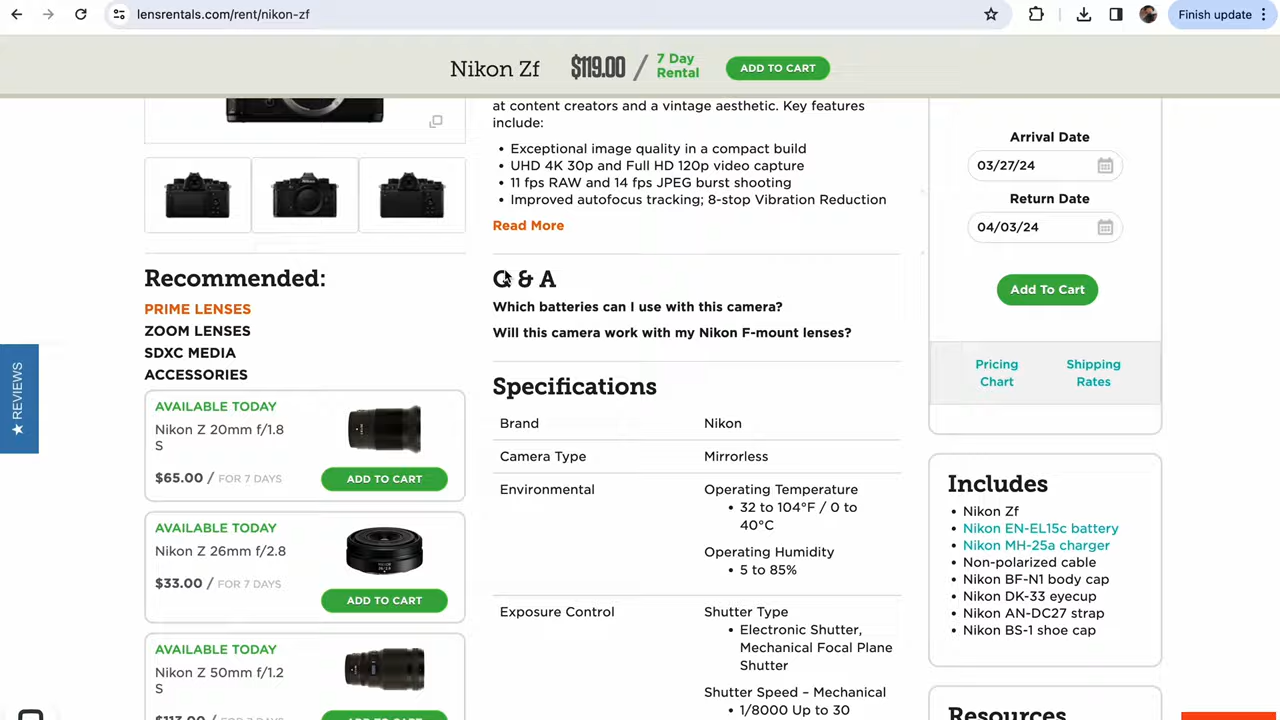 lensrentals.com/rent/nikon-zf
Finish update
Nikon Zf
$119.00 /
7 Day
Rental
ADD TO CART
at content creators and a vintage aesthetic. Key features
include:
• Exceptional image quality in a compact build
• UHD 4K 30p and Full HD 120p video capture
• 11 fps RAW and 14 fps JPEG burst shooting
• Improved autofocus tracking; 8-stop Vibration Reduction
Read More
Q & A
Which batteries can I use with this camera?
Will this camera work with my Nikon F-mount lenses?
Specifications
Brand
Nikon
Camera Type
Mirrorless
Environmental
Operating Temperature
• 32 to 104°F / 0 to
40°C
Operating Humidity
• 5 to 85%
Exposure Control
Shutter Type
• Electronic Shutter,
Mechanical Focal Plane
Shutter
Shutter Speed – Mechanical
• 1/8000 Up to 30
Recommended:
PRIME LENSES
ZOOM LENSES
SDXC MEDIA
ACCESSORIES
AVAILABLE TODAY
Nikon Z 20mm f/1.8
S
$65.00 / FOR 7 DAYS
ADD TO CART
AVAILABLE TODAY
Nikon Z 26mm f/2.8
$33.00 / FOR 7 DAYS
ADD TO CART
AVAILABLE TODAY
Nikon Z 50mm f/1.2
S
$113.00 / FOR 7 DAYS
ADD TO CART
★ REVIEWS
Arrival Date
03/27/24
Return Date
04/03/24
Add To Cart
Pricing
Chart
Shipping
Rates
Includes
• Nikon Zf
• Nikon EN-EL15c battery
• Nikon MH-25a charger
• Non-polarized cable
• Nikon BF-N1 body cap
• Nikon DK-33 eyecup
• Nikon AN-DC27 strap
• Nikon BS-1 shoe cap
Resources